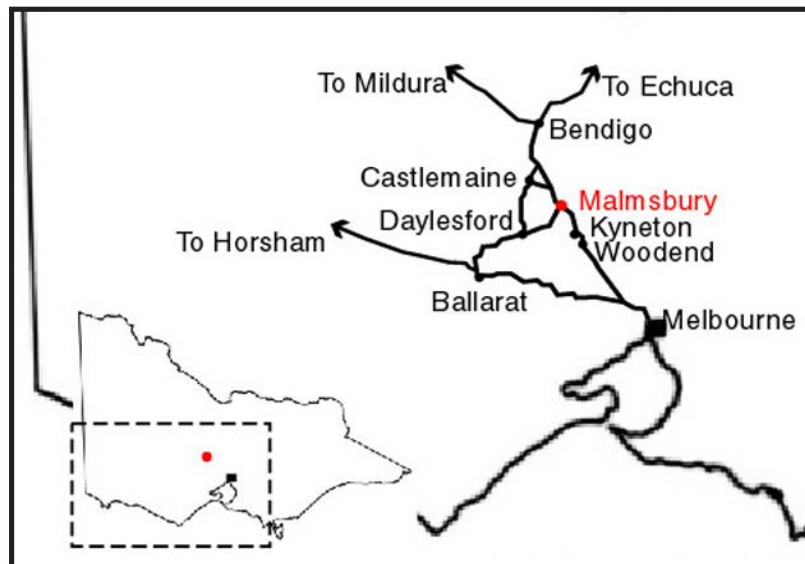 To Mildura
To Echuca
Bendigo
Castlemaine
Malmsbury
Daylesford
Kyneton
To Horsham
Woodend
Ballarat
Melbourne